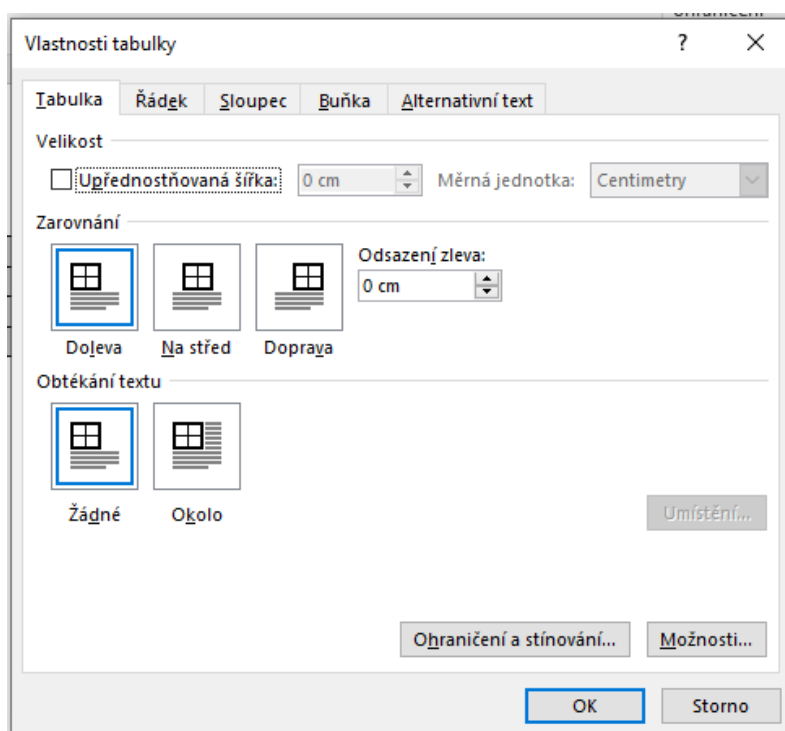 Vlastnosti tabulky ?
Tabulka Řádek Sloupec Buňka Alternativní text
Velikost
Upřednostňovaná šířka: 0 cm Měrná jednotka: Centimetry
Zarovnání
Odsazení zleva:
0 cm
Doleva Na střed Doprava
Obtékání textu
Žádné Okolo
Umístění...
Ohraničení a stínování... Možnosti...
OK Storno